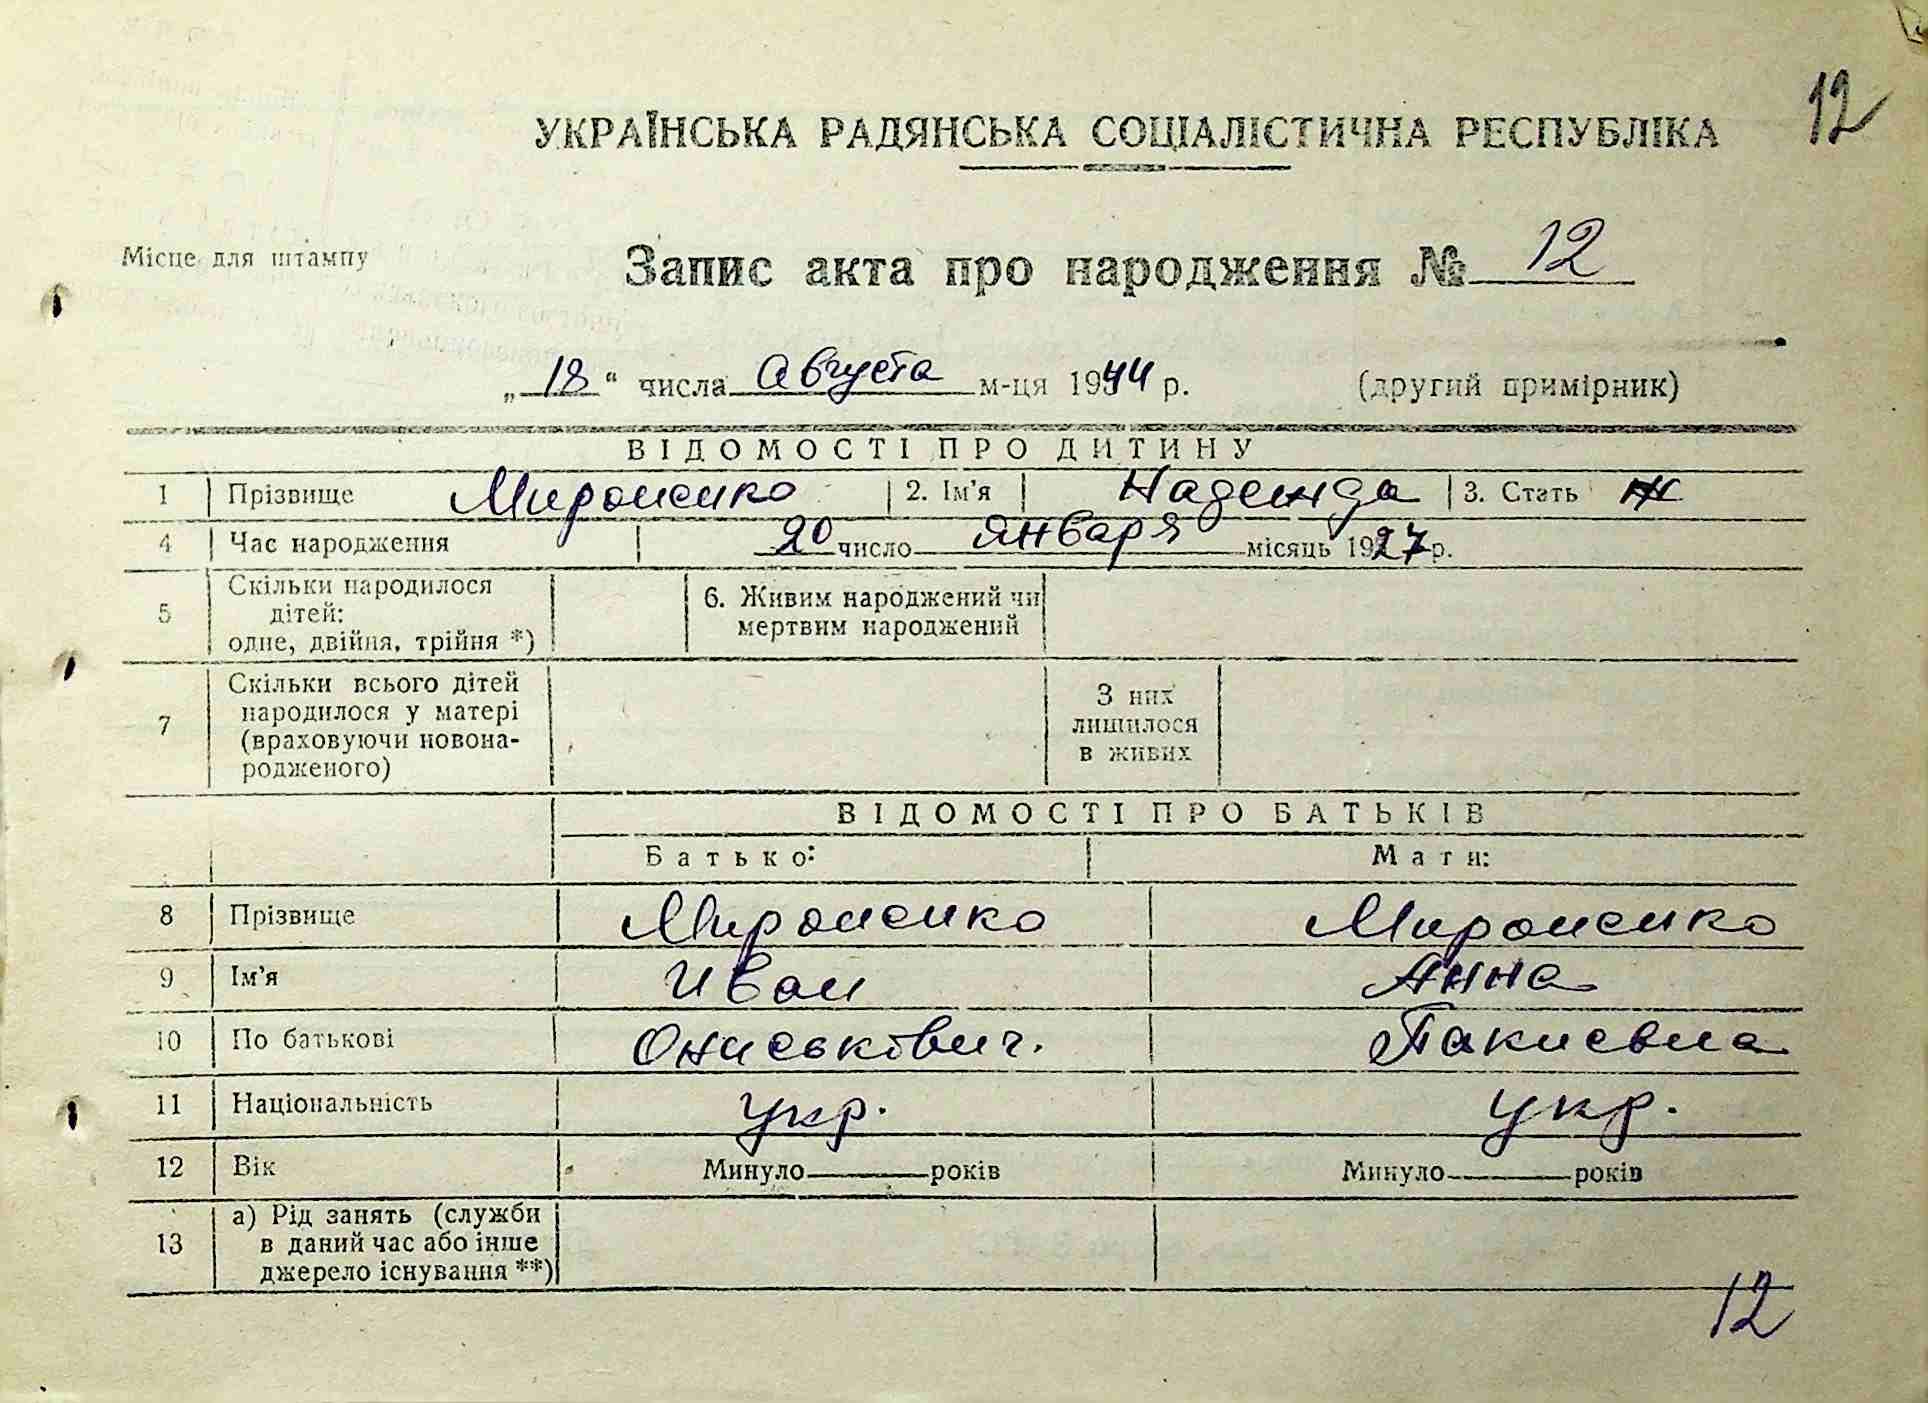 12
УКРАЇНСЬКА РАДЯНСЬКА СОЦІАЛІСТИЧНА РЕСПУБЛІКА
Місце для штампу
Запис акта про народження № 12
„18“ числа Августа м-ця 1944 р. (другий примірник)
ВІДОМОСТІ ПРО ДИТИНУ
1 Прізвище Мироненко 2. Ім'я Надежда 3. Стать Ж
4 Час народження 20 число января місяць 1927 р.
5 Скільки народилося дітей: одне, двійня, трійня *) 6. Живим народжений чи мертвим народжений
7 Скільки всього дітей народилося у матері (враховуючи новона-родженого) З них лишилося в живих
ВІДОМОСТІ ПРО БАТЬКІВ
Батько: Мати:
8 Прізвище Мироненко Мироненко
9 Ім'я Иван Анна
10 По батькові Ониськович.
11 Національність укр. укр.
12 Вік Минуло років Минуло років
13 а) Рід занять (служби в даний час або інше джерело існування **)
12